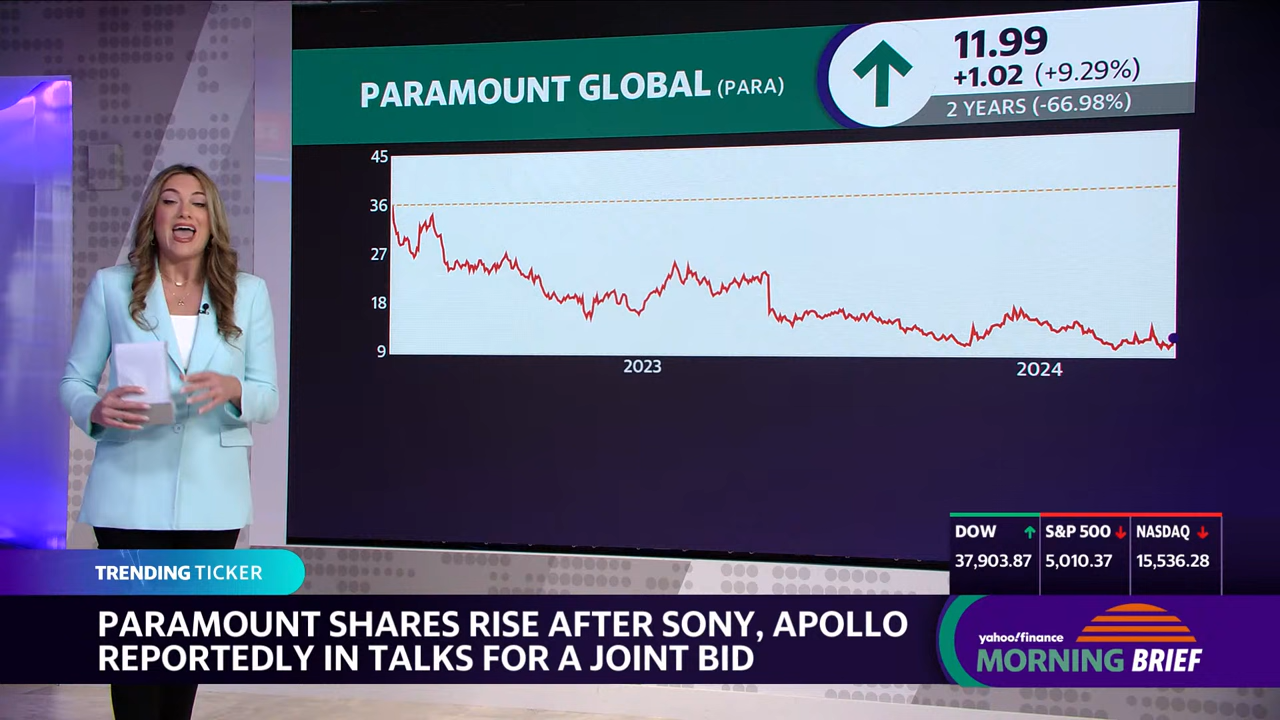 PARAMOUNT GLOBAL (PARA)
11.99
+1.02 (+9.29%)
2 YEARS (-66.98%)
45
36
27
18
9
2023
2024
DOW
37,903.87
S&P 500
5,010.37
NASDAQ
15,536.28
TRENDING TICKER
PARAMOUNT SHARES RISE AFTER SONY, APOLLO
REPORTEDLY IN TALKS FOR A JOINT BID
yahoo!finance
MORNING BRIEF